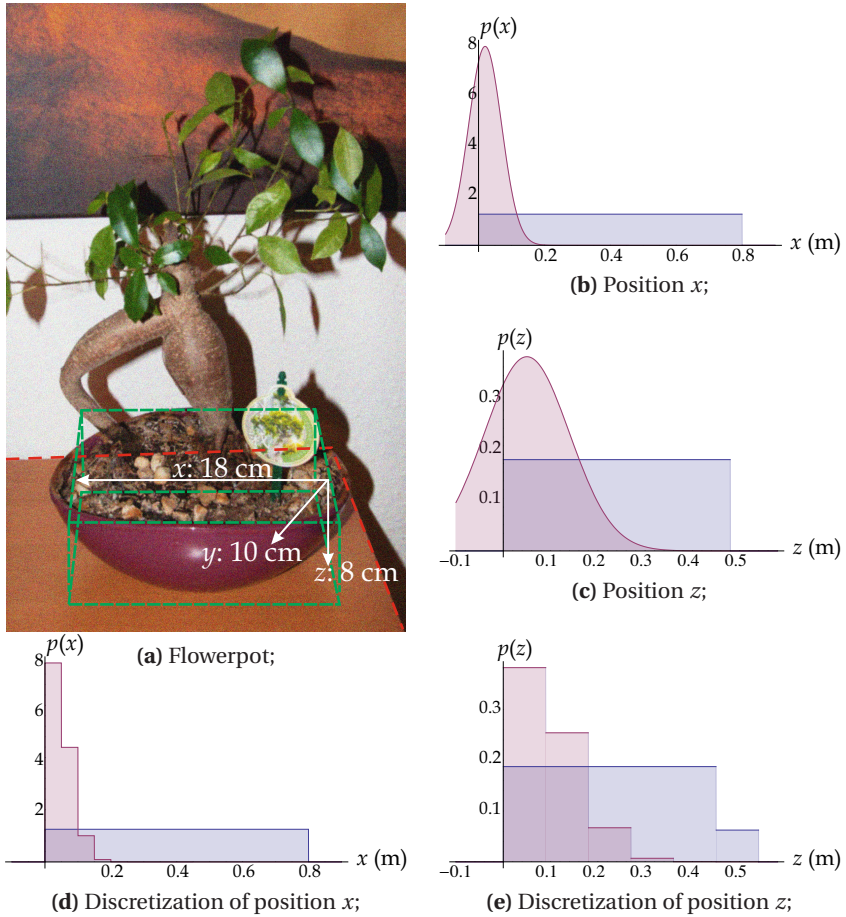 x: 18 cm
y: 10 cm
z: 8 cm
(a) Flowerpot;
p(x)
8
6
4
2
0.2 0.4 0.6 0.8 x (m)
(b) Position x;
p(z)
0.3
0.2
0.1
−0.1 0.1 0.2 0.3 0.4 0.5 z (m)
(c) Position z;
p(x)
8
6
4
2
0.2 0.4 0.6 0.8 x (m)
(d) Discretization of position x;
p(z)
0.3
0.2
0.1
-0.1 0.1 0.2 0.3 0.4 0.5 z (m)
(e) Discretization of position z;